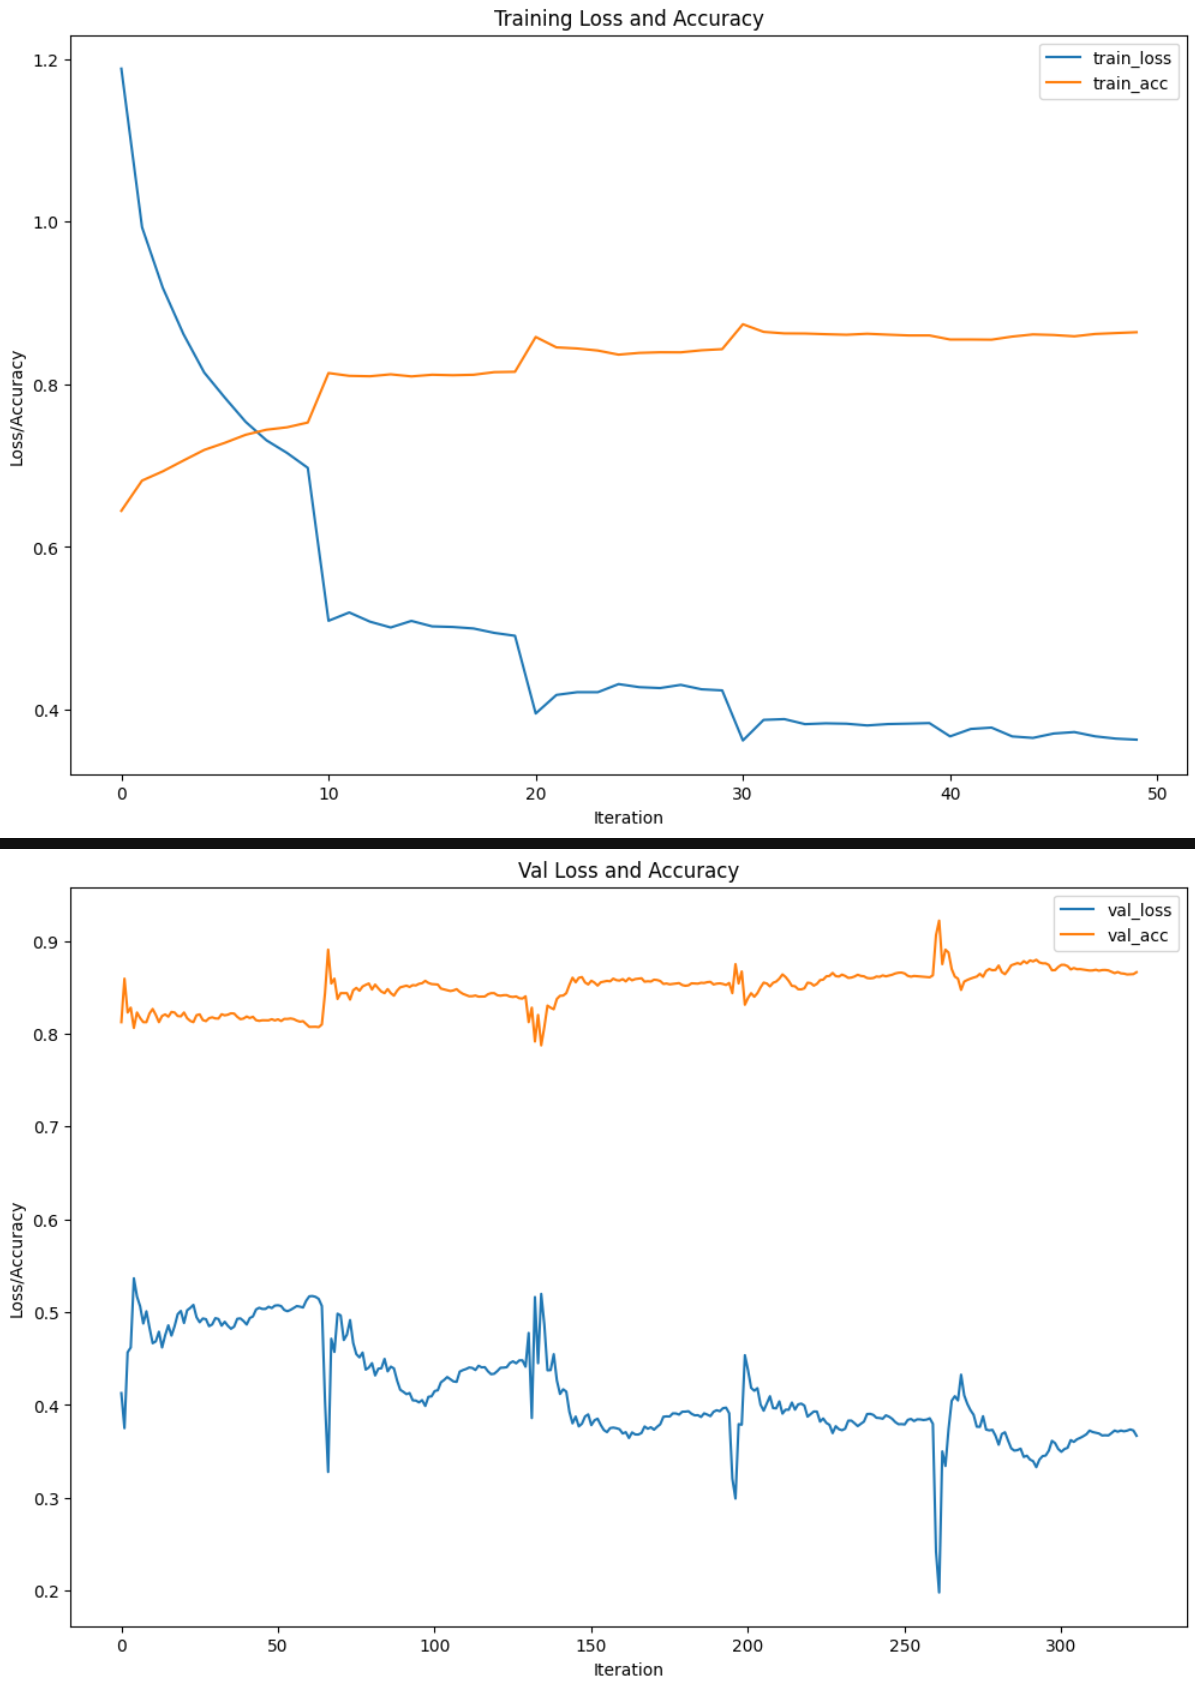 Training Loss and Accuracy
train_loss
train_acc
1.2
1.0
0.8
0.6
0.4
Loss/Accuracy
0 10 20 30 40 50
Iteration
Val Loss and Accuracy
val_loss
val_acc
0.9
0.8
0.7
0.6
0.5
0.4
0.3
0.2
Loss/Accuracy
0 50 100 150 200 250 300
Iteration